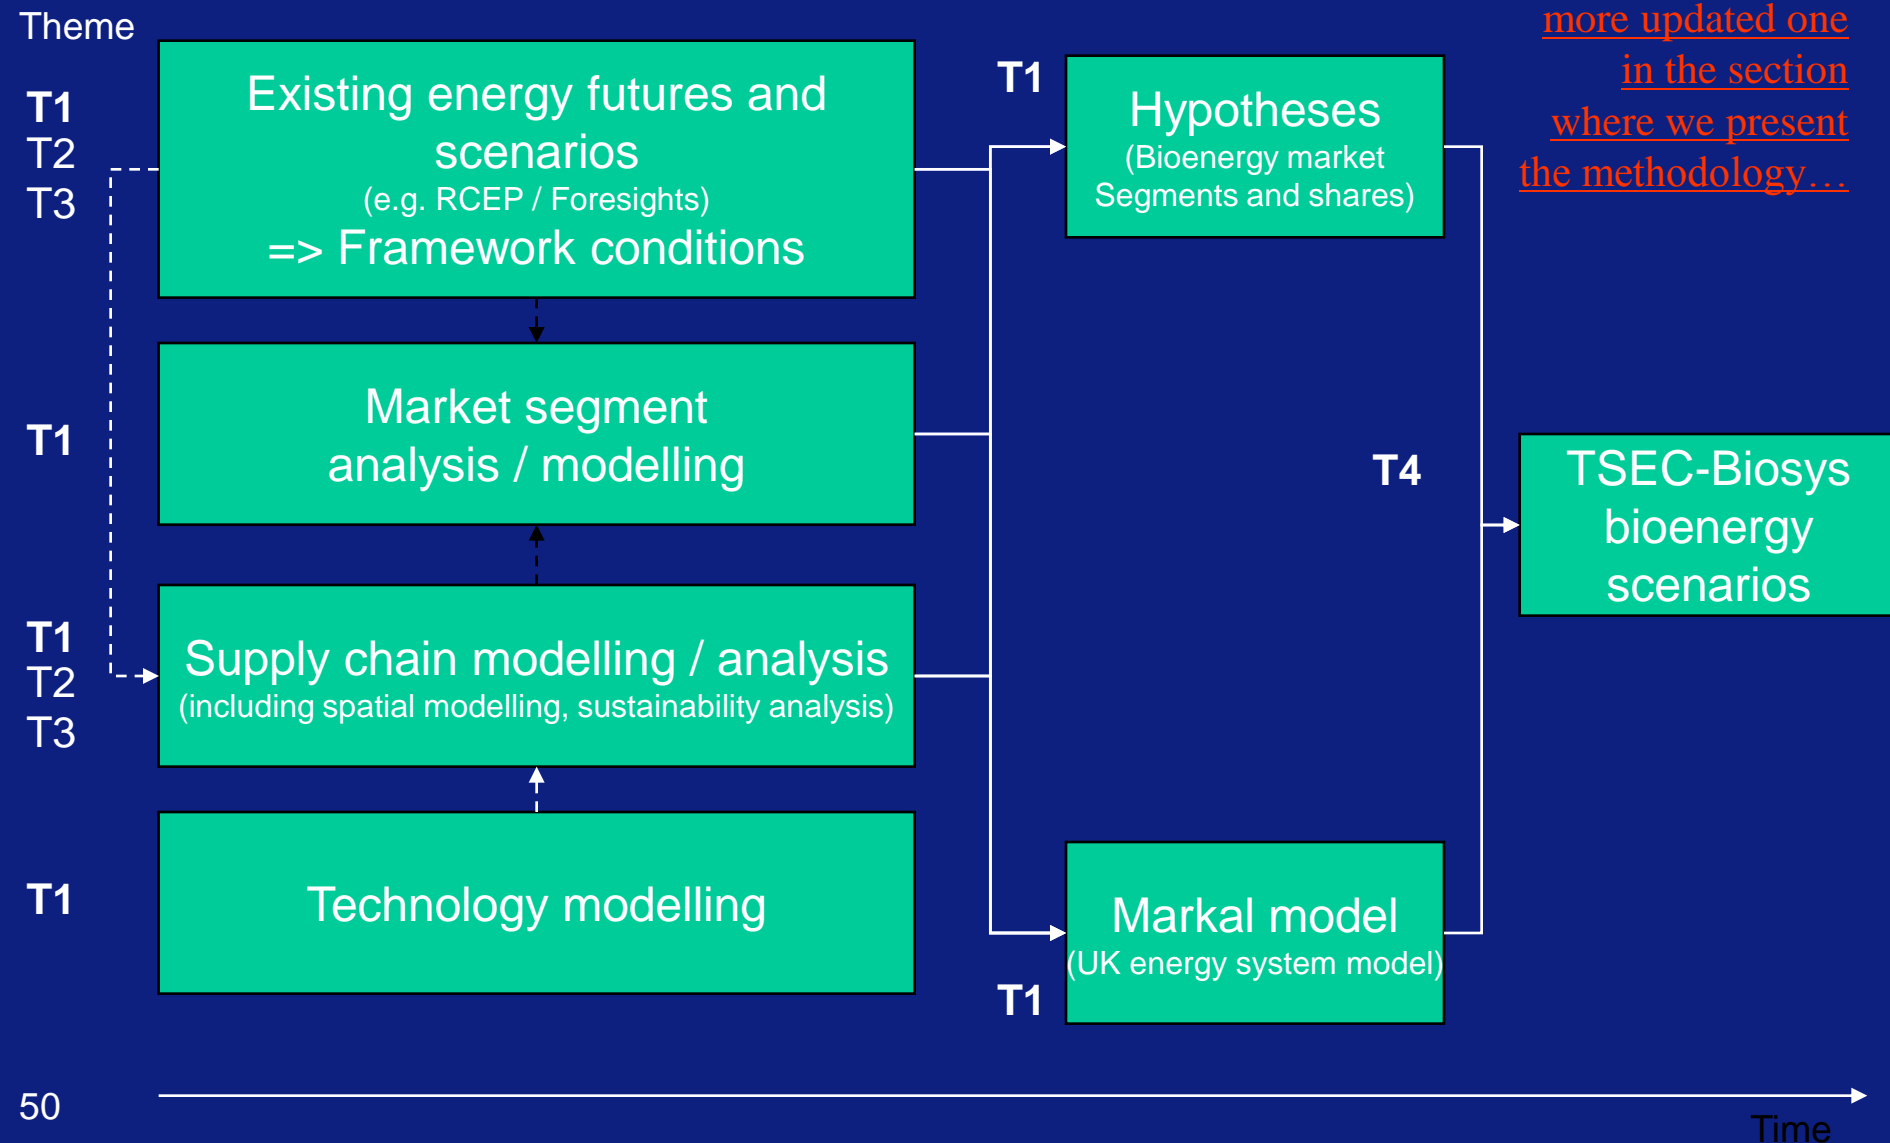 Theme
more updated one
in the section
where we present
the methodology…
T1
T2
T3
Existing energy futures and
scenarios
(e.g. RCEP / Foresights)
=> Framework conditions
T1
Hypotheses
(Bioenergy market
Segments and shares)
T1
Market segment
analysis / modelling
T4
TSEC-Biosys
bioenergy
scenarios
T1
T2
T3
Supply chain modelling / analysis
(including spatial modelling, sustainability analysis)
T1
Technology modelling
Markal model
(UK energy system model)
T1
50
Time